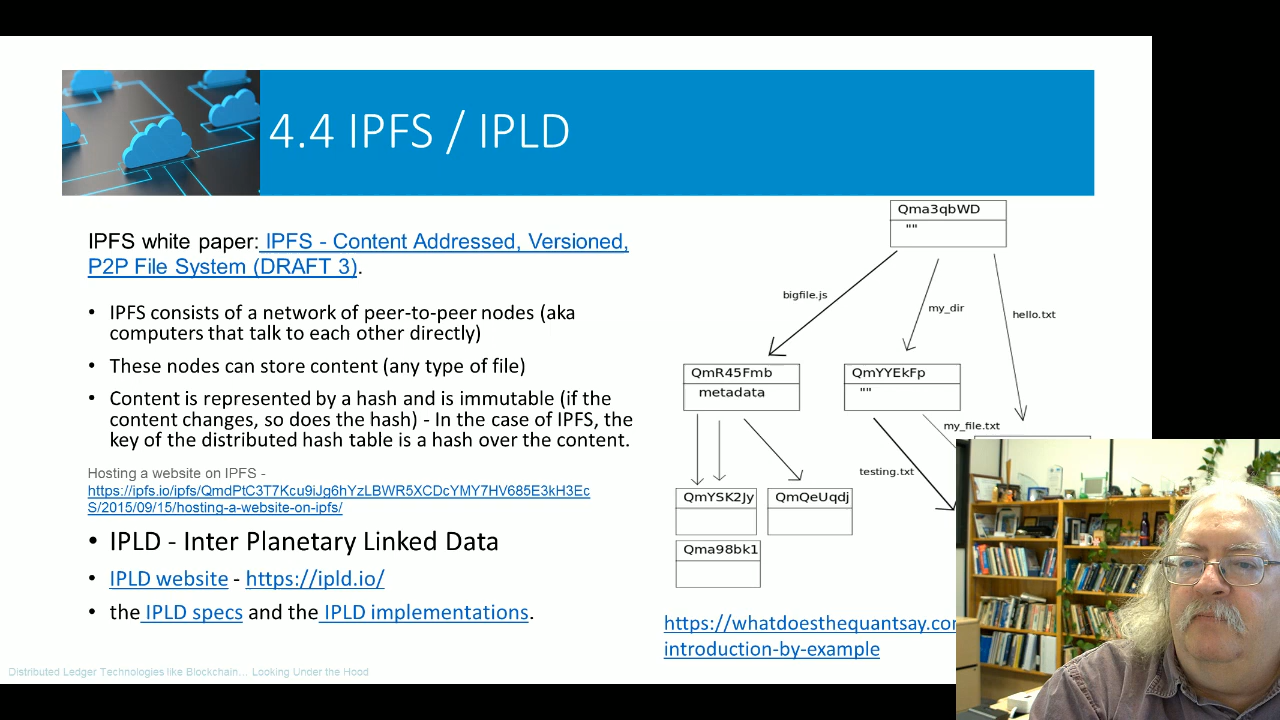 4.4 IPFS / IPLD
IPFS white paper: IPFS - Content Addressed, Versioned,
P2P File System (DRAFT 3).
• IPFS consists of a network of peer-to-peer nodes (aka
computers that talk to each other directly)
• These nodes can store content (any type of file)
• Content is represented by a hash and is immutable (if the
content changes, so does the hash) - In the case of IPFS, the
key of the distributed hash table is a hash over the content.
Hosting a website on IPFS -
https://ipfs.io/ipfs/QmdPtC3T7Kcu9iJg6hYzLBWR5XCDcYMY7HV685E3kH3Ec
S/2015/09/15/hosting-a-website-on-ipfs/
• IPLD - Inter Planetary Linked Data
• IPLD website - https://ipld.io/
• the IPLD specs and the IPLD implementations.
Qma3qbWD
""
bigfile.js
my_dir
hello.txt
QmR45Fmb
metadata
QmYYEkFp
""
my_file.txt
testing.txt
QmYSK2Jy
QmQeUqdj
Qma98bk1
https://whatdoesthequantsay.com
introduction-by-example
Distributed Ledger Technologies like Blockchain... Looking Under the Hood